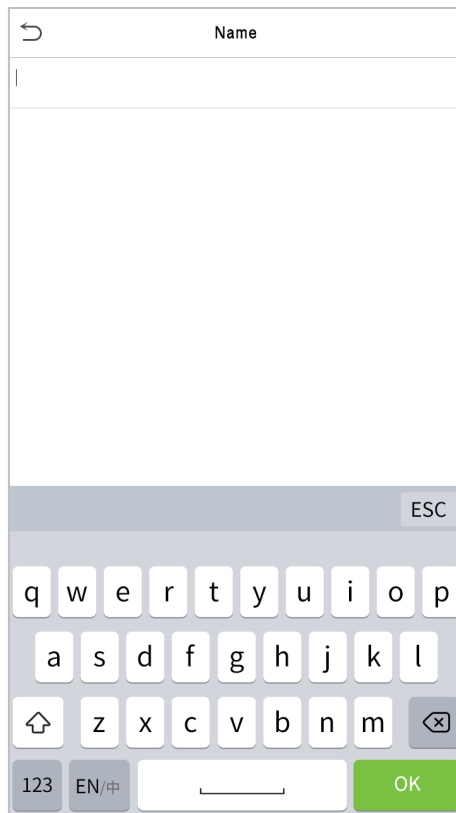 Name
ESC
q w e r t y u i o p
a s d f g h j k l
z x c v b n m
123 EN/中 OK